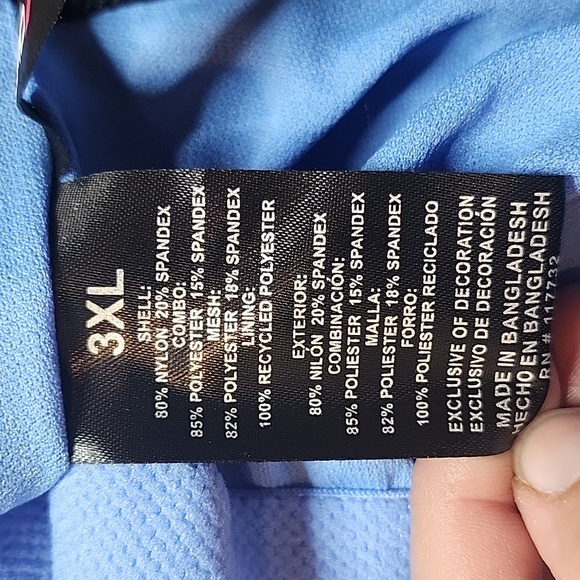 3XL
SHELL:
80% NYLON 20% SPANDEX
COMBO:
85% POLYESTER 15% SPANDEX
MESH:
82% POLYESTER 18% SPANDEX
LINING:
100% RECYCLED POLYESTER
EXTERIOR:
80% NILÓN 20% SPANDEX
COMBINACIÓN:
85% POLIESTER 15% SPANDEX
MALLA:
82% POLIESTER 18% SPANDEX
FORRO:
100% POLIESTER RECICLADO
EXCLUSIVE OF DECORATION
EXCLUSIVO DE DECORACIÓN
MADE IN BANGLADESH
HECHO EN BANGLADESH
RN# 117732